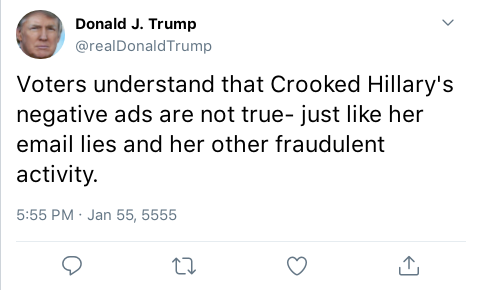 Donald J. Trump
@realDonaldTrump
Voters understand that Crooked Hillary's
negative ads are not true- just like her
email lies and her other fraudulent
activity.
5:55 PM · Jan 55, 5555